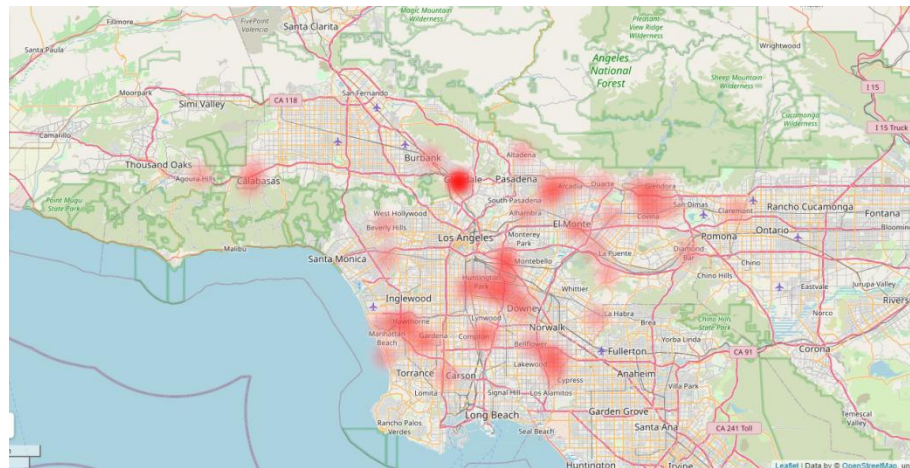 Fillmore
FivePoint
Valencia
Santa Clarita
Magic Mountain
Wilderness
Pleasant
View Ridge
Wilderness
Wrightwood
Santa Paula
Angeles
National
Forest
Sheep Mountain
Wilderness
I 15
Moorpark
Simi Valley
CA 118
San Fernando
Cucamonga
Wilderness
I 15 Truck
Camarillo
Thousand Oaks
Burbank
Altadena
Agoura Hills
Calabasas
Pasadena
Arcadia
Duarte
Glendora
Point Mugu
State Park
South Pasadena
San Dimas
Claremont
Rancho Cucamonga
Fontana
West Hollywood
Alhambra
El Monte
Covina
Beverly Hills
Los Angeles
Monterey
Park
Pomona
Ontario
Malibu
Santa Monica
Montebello
La Puente
Diamond
Bar
Chino
Huntington
Park
Whittier
Chino Hills
Eastvale
Jurupa Valley
Inglewood
Downey
La Habra
Chino Hills
State Park
Norco
Hawthorne
Lynwood
Norwalk
Brea
Manhattan
Beach
Gardena
Compton
Bellflower
Yorba Linda
Fullerton
CA 91
Corona
Lakewood
Torrance
Carson
Cypress
Anaheim
Villa Park
Lomita
Signal Hill
Los Alamitos
Rancho Palos
Verdes
Long Beach
Garden Grove
Seal Beach
Santa Ana
CA 241 Toll
Temescal
Valley
Huntington
Irvine
Leaflet | Data by © OpenStreetMap, un